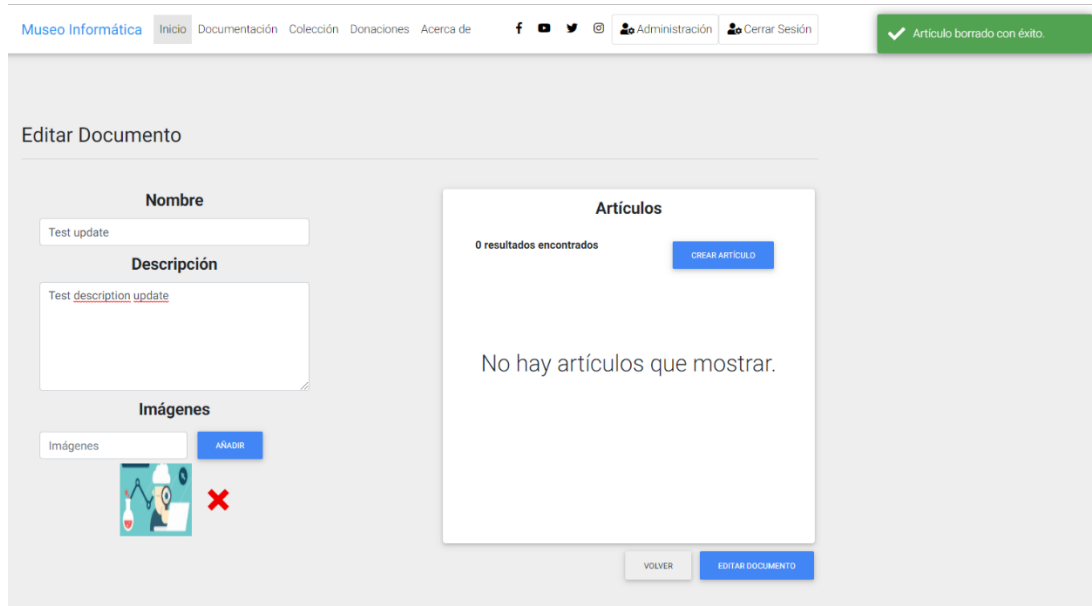 Museo Informática Inicio Documentación Colección Donaciones Acerca de Administración Cerrar Sesión
Articulo borrado con éxito.
Editar Documento
Nombre
Test update
Descripción
Test description update
Imágenes
Imágenes AÑADIR
Artículos
0 resultados encontrados CREAR ARTÍCULO
No hay artículos que mostrar.
VOLVER EDITAR DOCUMENTO